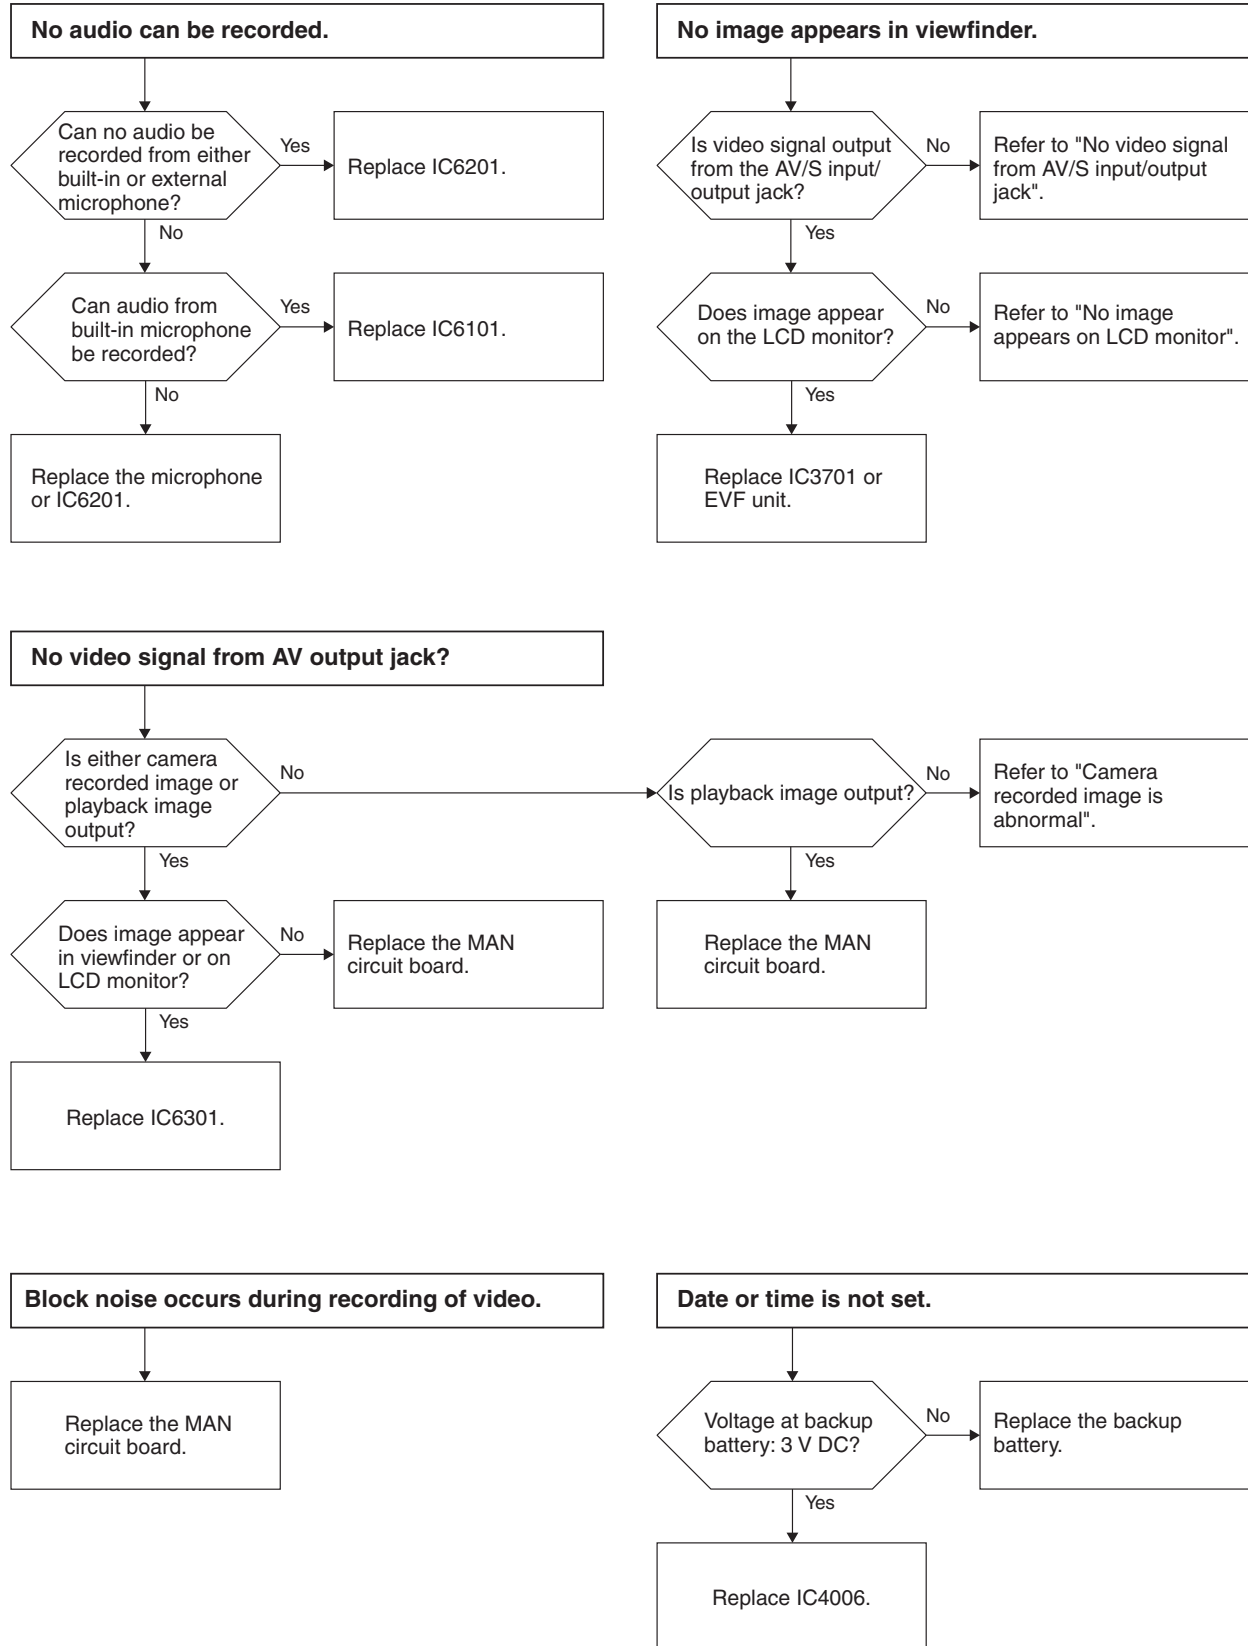 No audio can be recorded.
Can no audio be
recorded from either
built-in or external
microphone?
Yes
Replace IC6201.
No
Can audio from
built-in microphone
be recorded?
Yes
Replace IC6101.
No
Replace the microphone
or IC6201.
No image appears in viewfinder.
Is video signal output
from the AV/S input/
output jack?
No
Refer to "No video signal
from AV/S input/output
jack".
Yes
Does image appear
on the LCD monitor?
No
Refer to "No image
appears on LCD monitor".
Yes
Replace IC3701 or
EVF unit.
No video signal from AV output jack?
Is either camera
recorded image or
playback image
output?
No
Is playback image output?
No
Refer to "Camera
recorded image is
abnormal".
Yes
Replace the MAN
circuit board.
Yes
Does image appear
in viewfinder or on
LCD monitor?
No
Replace the MAN
circuit board.
Yes
Replace IC6301.
Block noise occurs during recording of video.
Replace the MAN
circuit board.
Date or time is not set.
Voltage at backup
battery: 3 V DC?
No
Replace the backup
battery.
Yes
Replace IC4006.